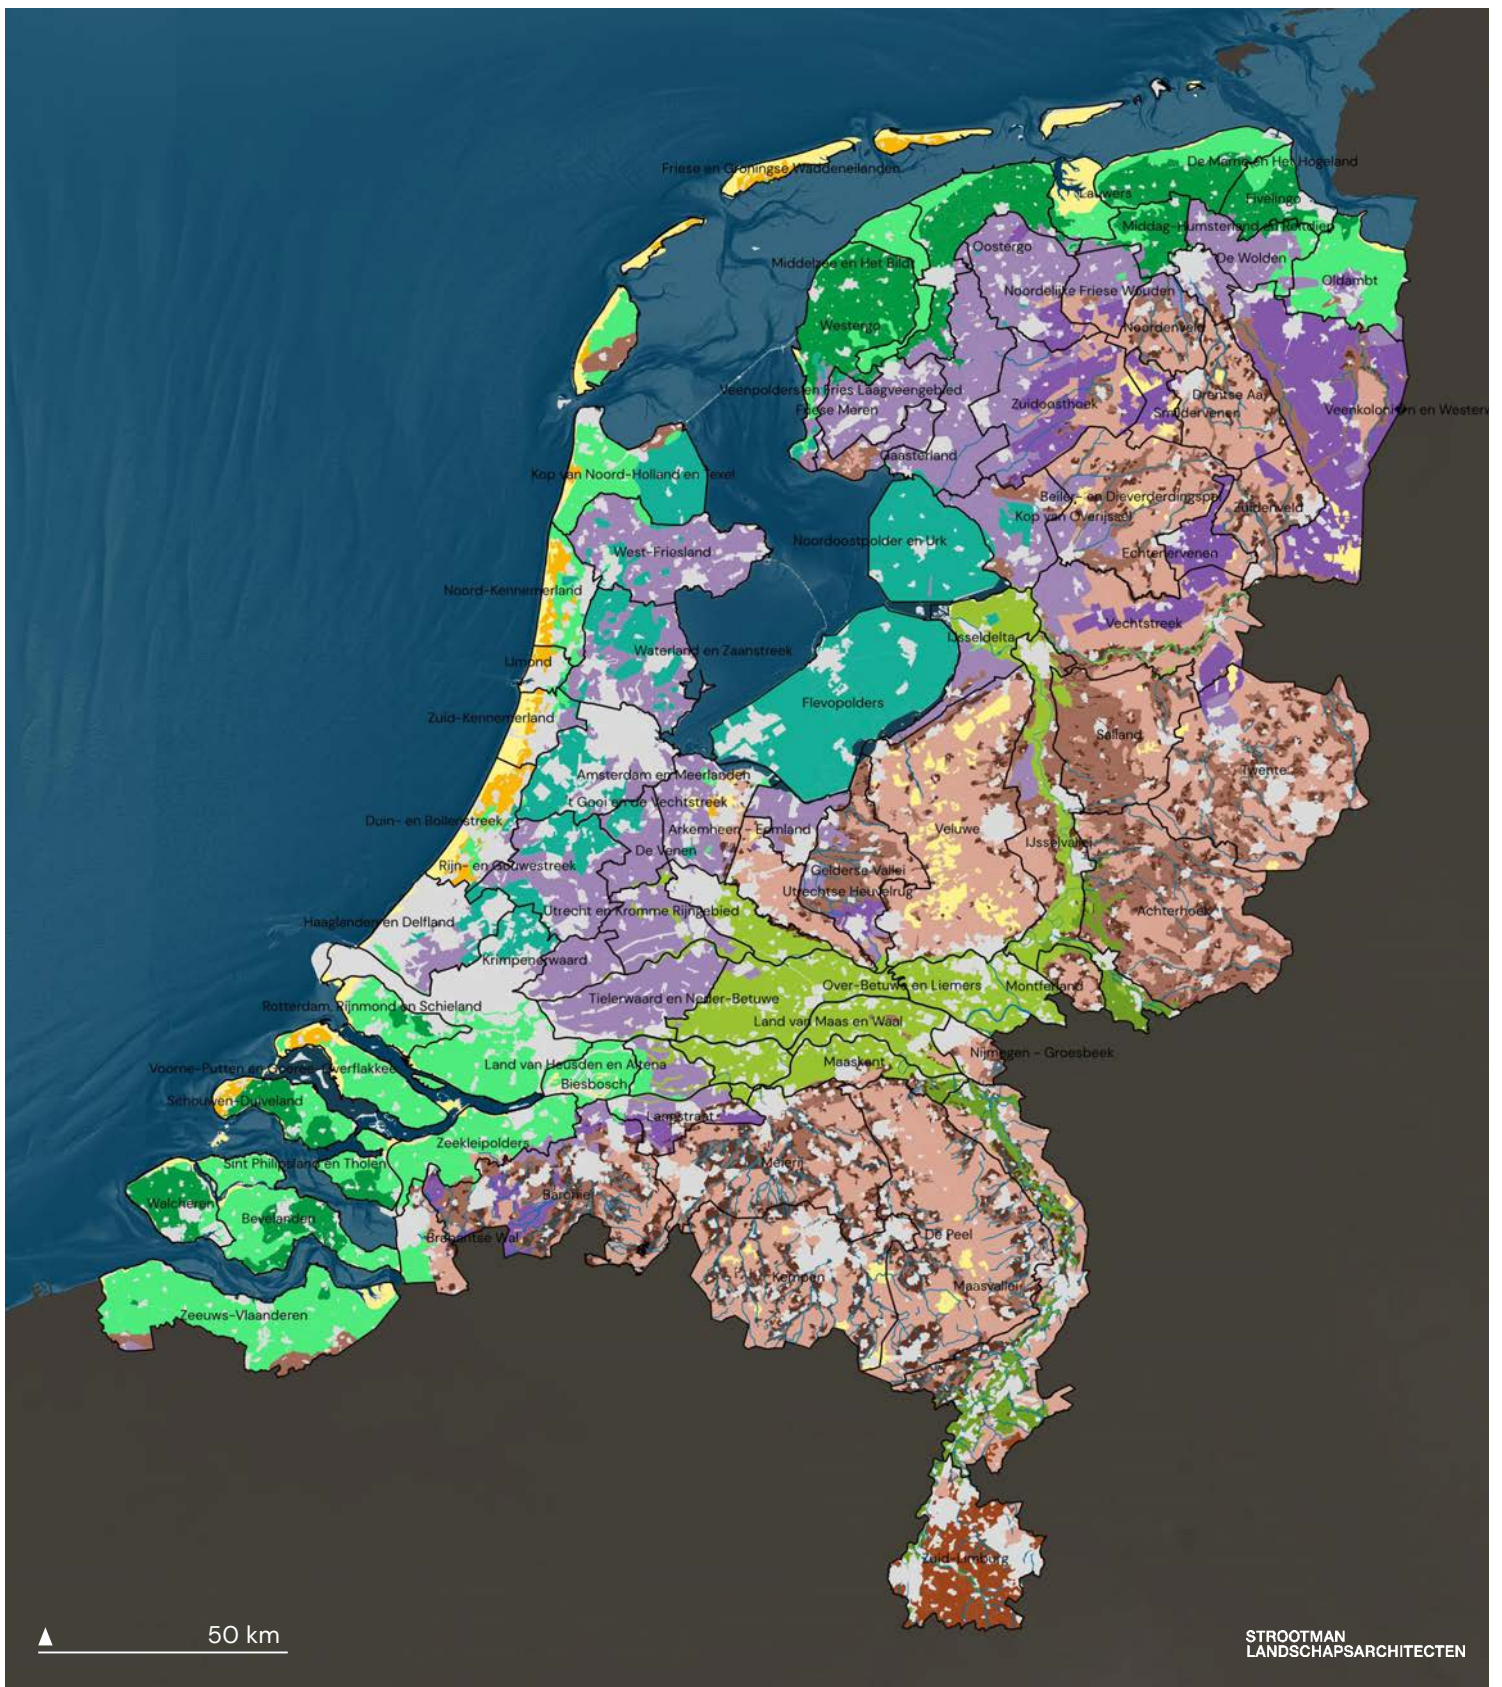 De Marne en Het Hogeland
Friese en Groningse Waddeneilanden
Lauwers
Fivelingo
Middag-Humsterland en Reitdiep
Oostergo
De Wolden
Middelzee en Het Bildt
Oldambt
Noordelijke Friese Wouden
Westergo
Noordenveld
Veenpolders en Fries Laagveengebied
Drentse Aa
Friese Meren
Zuidoosthoek
Smildervenen
Veenkoloni�n en Westerw
Gaasterland
Kop van Noord-Holland en Texel
Beiler- en Dieverderdingspel
Zuidenveld
Kop van Overijssel
Noordoostpolder en Urk
West-Friesland
Echtenervenen
Noord-Kennemerland
Vechtstreek
IJsseldelta
Waterland en Zaanstreek
IJmond
Flevopolders
Zuid-Kennemerland
Salland
Twente
Amsterdam en Meerlanden
't Gooi en de Vechtstreek
Duin- en Bollenstreek
Arkemheen - Eemland
Veluwe
IJsselvallei
De Venen
Rijn- en Gouwestreek
Gelderse Vallei
Utrechtse Heuvelrug
Utrecht en Kromme Rijngebied
Achterhoek
Haaglanden en Delfland
Krimpenerwaard
Over-Betuwe en Liemers
Montferland
Tielerwaard en Neder-Betuwe
Rotterdam, Rijnmond en Schieland
Land van Maas en Waal
Nijmegen - Groesbeek
Maaskant
Land van Heusden en Altena
Voorne-Putten en Goeree-Overflakkee
Biesbosch
Schouwen-Duiveland
Langstraat
Zeekleipolders
Sint Philipsland en Tholen
Meierij
Baronie
Walcheren
Bevelanden
Brabantse Wal
De Peel
Kempen
Maasvallei
Zeeuws-Vlaanderen
Zuid-Limburg
50 km
STROOTMAN
LANDSCHAPSARCHITECTEN